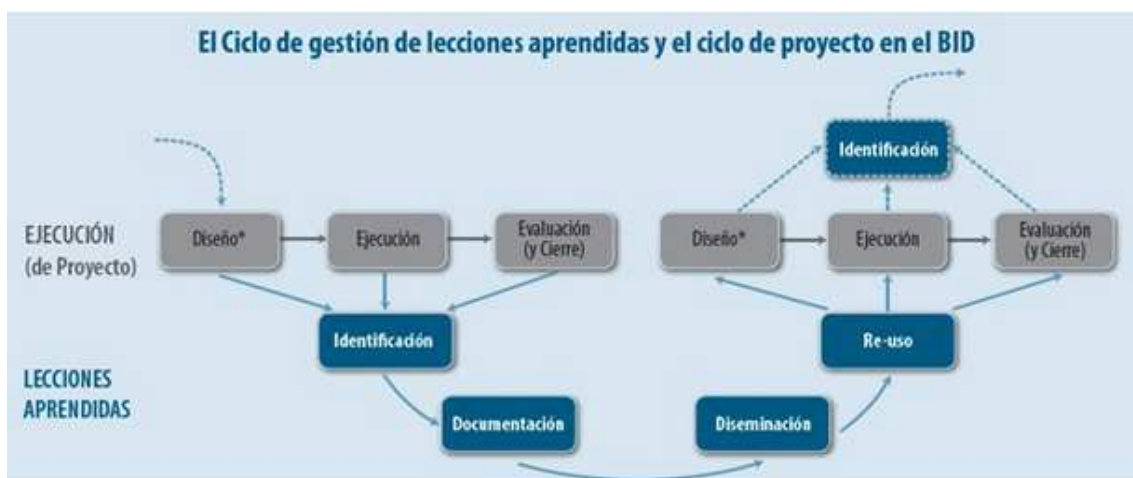 El Ciclo de gestión de lecciones aprendidas y el ciclo de proyecto en el BID
Identificación
EJECUCIÓN
(de Proyecto)
Diseño*
Ejecución
Evaluación
(y Cierre)
Diseño*
Ejecución
Evaluación
(y Cierre)
Identificación
Re-uso
LECCIONES
APRENDIDAS
Documentación
Diseminación